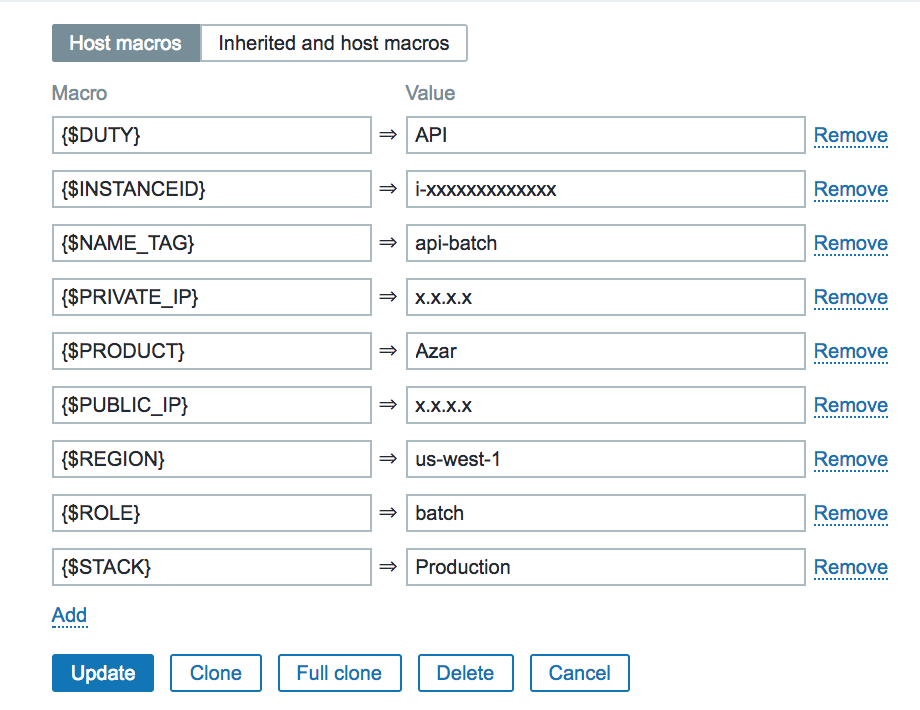 Host macros Inherited and host macros
Macro Value
{$DUTY} ⇒ API Remove
{$INSTANCEID} ⇒ i-xxxxxxxxxxxxx Remove
{$NAME_TAG} ⇒ api-batch Remove
{$PRIVATE_IP} ⇒ x.x.x.x Remove
{$PRODUCT} ⇒ Azar Remove
{$PUBLIC_IP} ⇒ x.x.x.x Remove
{$REGION} ⇒ us-west-1 Remove
{$ROLE} ⇒ batch Remove
{$STACK} ⇒ Production Remove
Add
Update Clone Full clone Delete Cancel